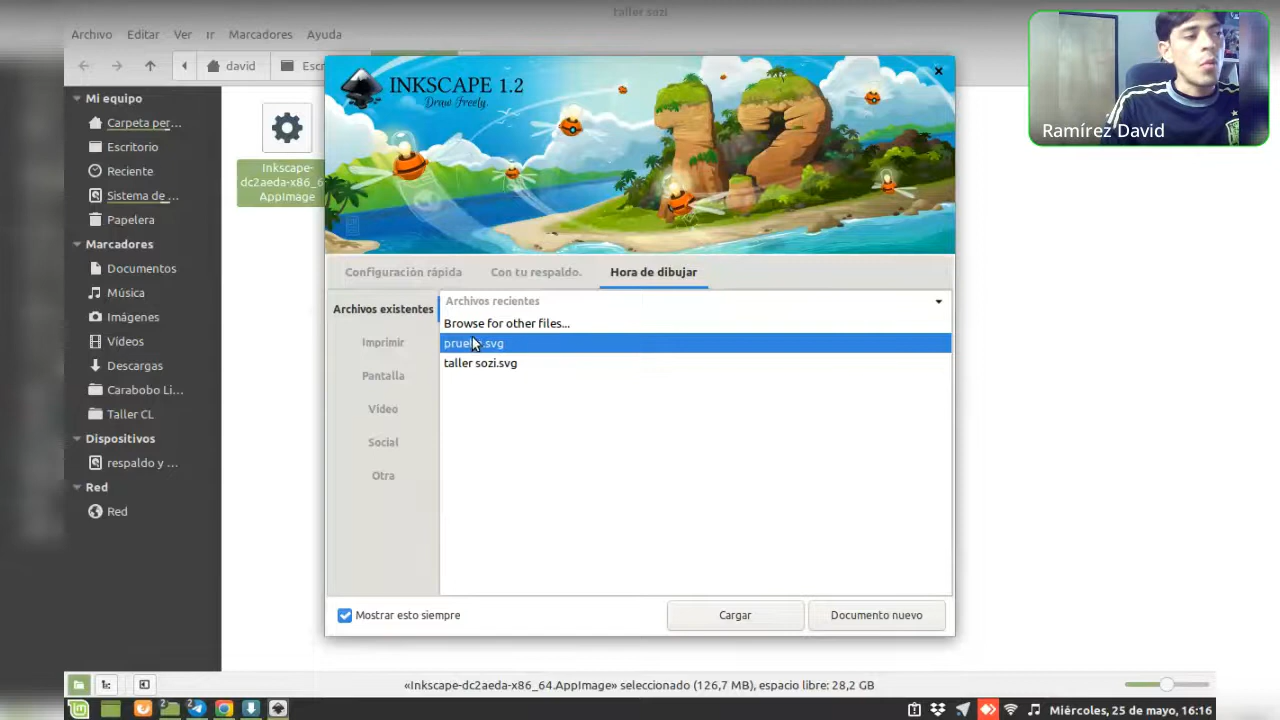 taller sozi
Archivo Editar Ver Ir Marcadores Ayuda
david
Mi equipo
Carpeta per...
Escritorio
Reciente
Sistema de ...
Papelera
Marcadores
Documentos
Música
Imágenes
Vídeos
Descargas
Carabobo Li...
Taller CL
Dispositivos
respaldo y ...
Red
Red
Inkscape-
dc2aeda-x86_6
AppImage
INKSCAPE 1.2
Draw Freely.
Configuración rápida Con tu respaldo. Hora de dibujar
Archivos existentes
Imprimir
Pantalla
Vídeo
Social
Otra
Archivos recientes
Browse for other files...
taller sozi.svg
Mostrar esto siempre
Cargar Documento nuevo
Ramírez David
«Inkscape-dc2aeda-x86_64.AppImage» seleccionado (126,7 MB), espacio libre: 28,2 GB
Miércoles, 25 de mayo, 16:16